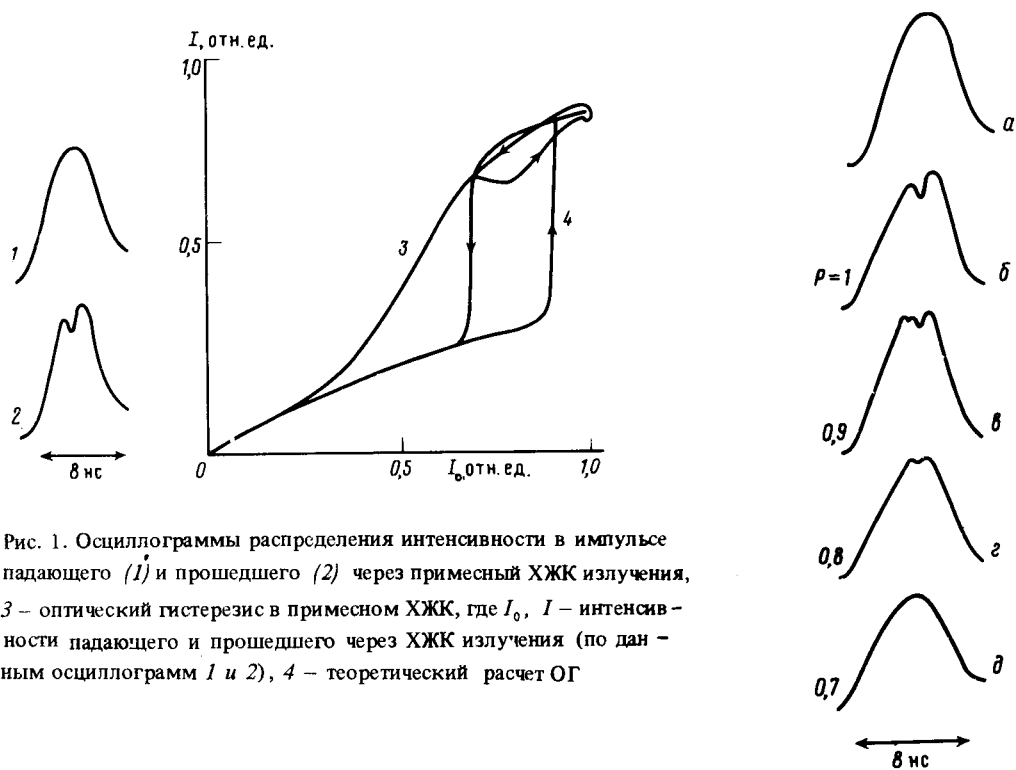 I, отн.ед.
1,0
0,5
0
0,5
I₀,отн.ед.
1,0
3
4
1
2
8 нс
а
P=1
б
0,9
в
0,8
г
0,7
д
8 нс
Рис. 1. Осциллограммы распределения интенсивности в импульсе
падающего (1) и прошедшего (2) через примесный ХЖК излучения,
3 – оптический гистерезис в примесном ХЖК, где I₀, I – интенсив–
ности падающего и прошедшего через ХЖК излучения (по дан –
ным осциллограмм 1 и 2), 4 – теоретический расчет ОГ